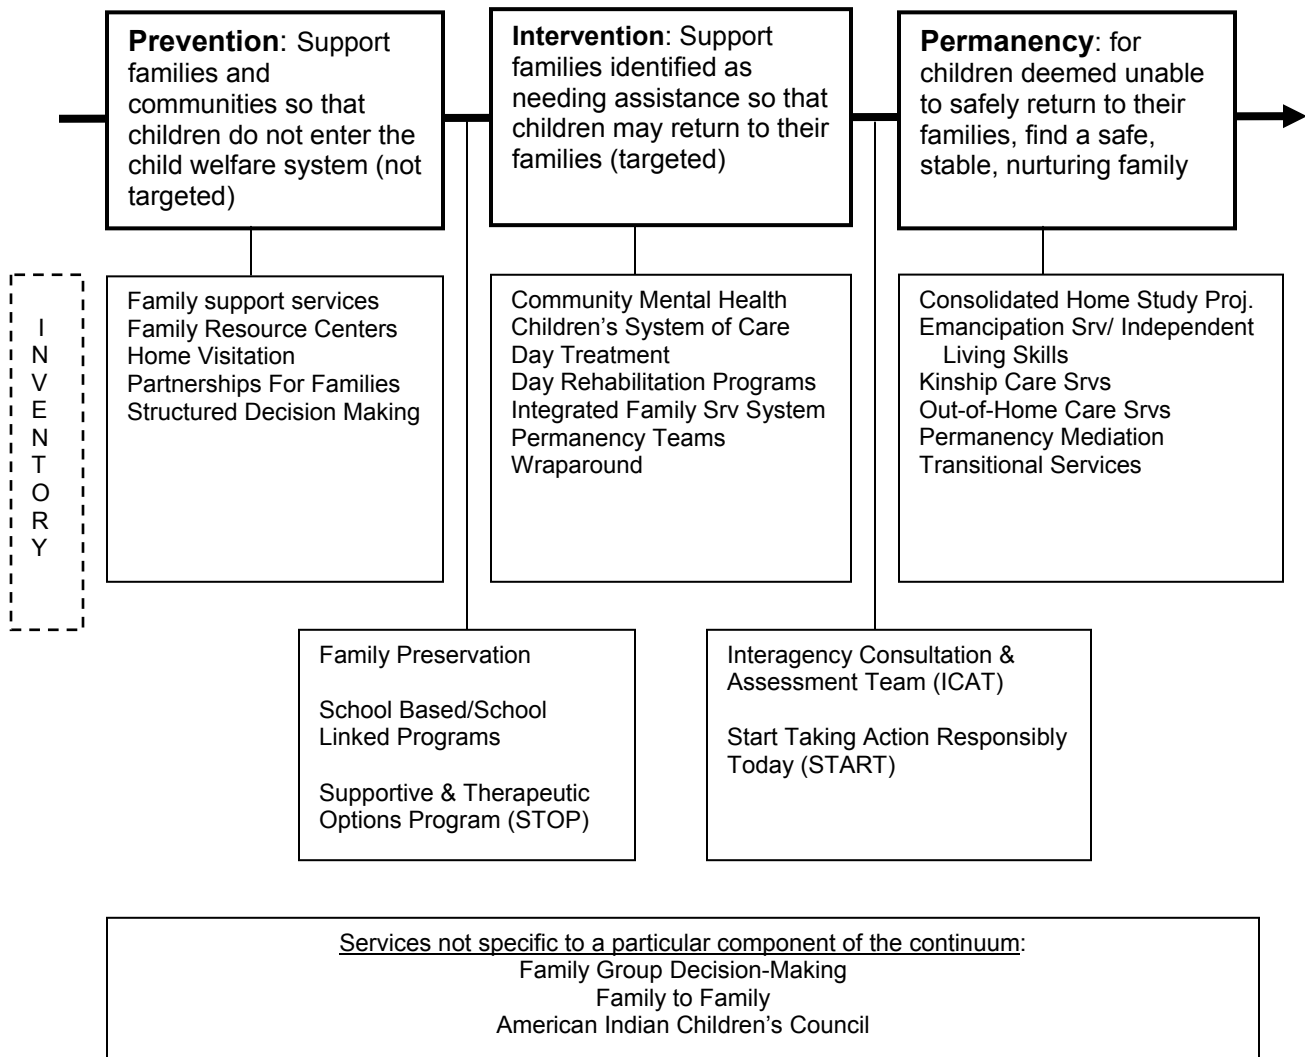 Prevention: Support
families and
communities so that
children do not enter the
child welfare system (not
targeted)
Intervention: Support
families identified as
needing assistance so that
children may return to their
families (targeted)
Permanency: for
children deemed unable
to safely return to their
families, find a safe,
stable, nurturing family
I
N
V
E
N
T
O
R
Y
Family support services
Family Resource Centers
Home Visitation
Partnerships For Families
Structured Decision Making
Community Mental Health
Children’s System of Care
Day Treatment
Day Rehabilitation Programs
Integrated Family Srv System
Permanency Teams
Wraparound
Consolidated Home Study Proj.
Emancipation Srv/ Independent
Living Skills
Kinship Care Srvs
Out-of-Home Care Srvs
Permanency Mediation
Transitional Services
Family Preservation
School Based/School
Linked Programs
Supportive & Therapeutic
Options Program (STOP)
Interagency Consultation &
Assessment Team (ICAT)
Start Taking Action Responsibly
Today (START)
Services not specific to a particular component of the continuum:
Family Group Decision-Making
Family to Family
American Indian Children’s Council